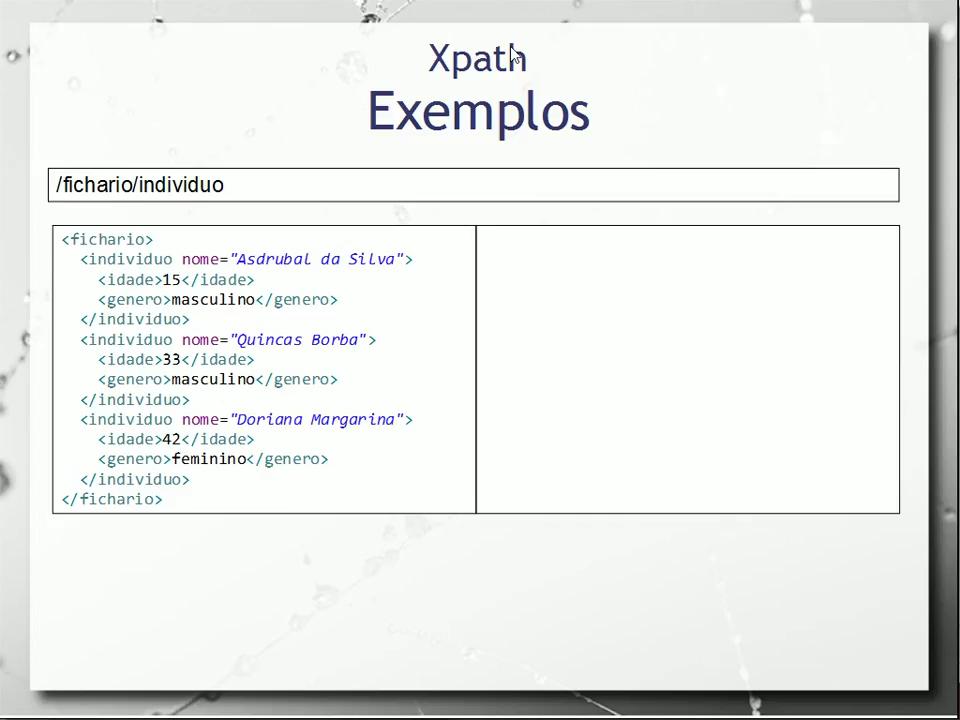 Xpath
Exemplos
/fichario/individuo
<fichario>
  <individuo nome="Asdrubal da Silva">
    <idade>15</idade>
    <genero>masculino</genero>
  </individuo>
  <individuo nome="Quincas Borba">
    <idade>33</idade>
    <genero>masculino</genero>
  </individuo>
  <individuo nome="Doriana Margarina">
    <idade>42</idade>
    <genero>feminino</genero>
  </individuo>
</fichario>